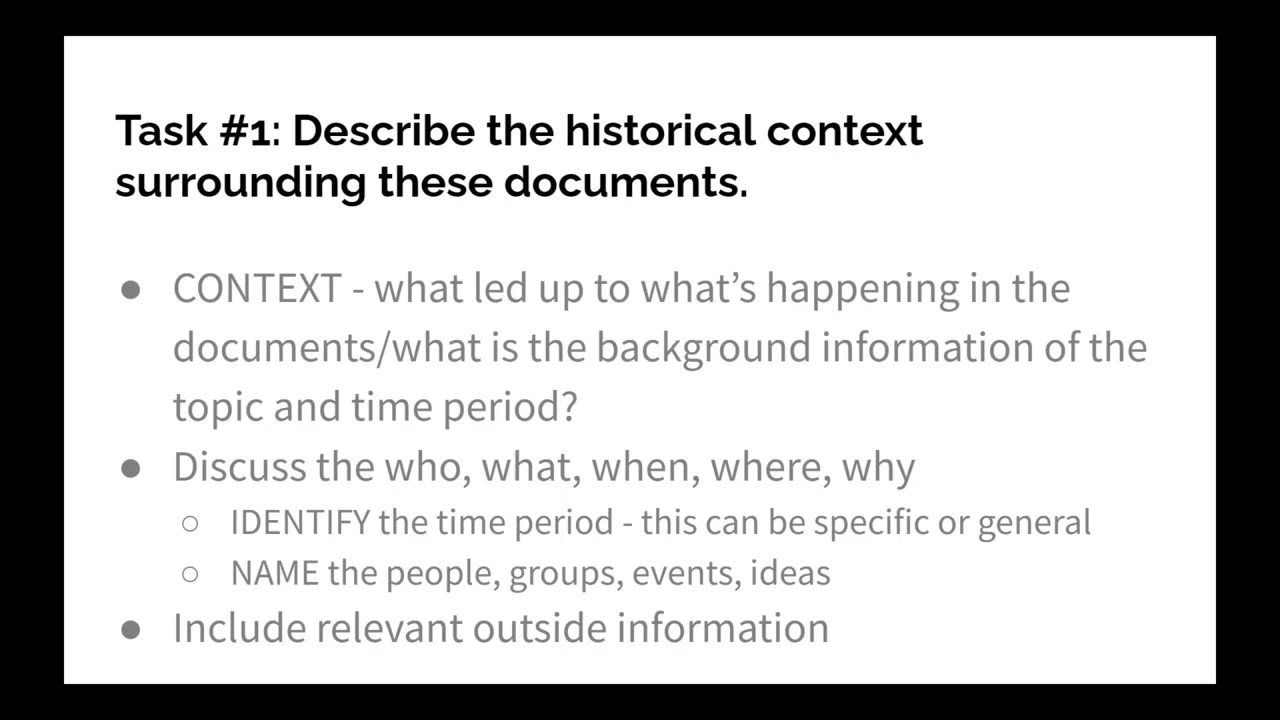 Task #1: Describe the historical context
surrounding these documents.
● CONTEXT - what led up to what’s happening in the
documents/what is the background information of the
topic and time period?
● Discuss the who, what, when, where, why
○ IDENTIFY the time period - this can be specific or general
○ NAME the people, groups, events, ideas
● Include relevant outside information